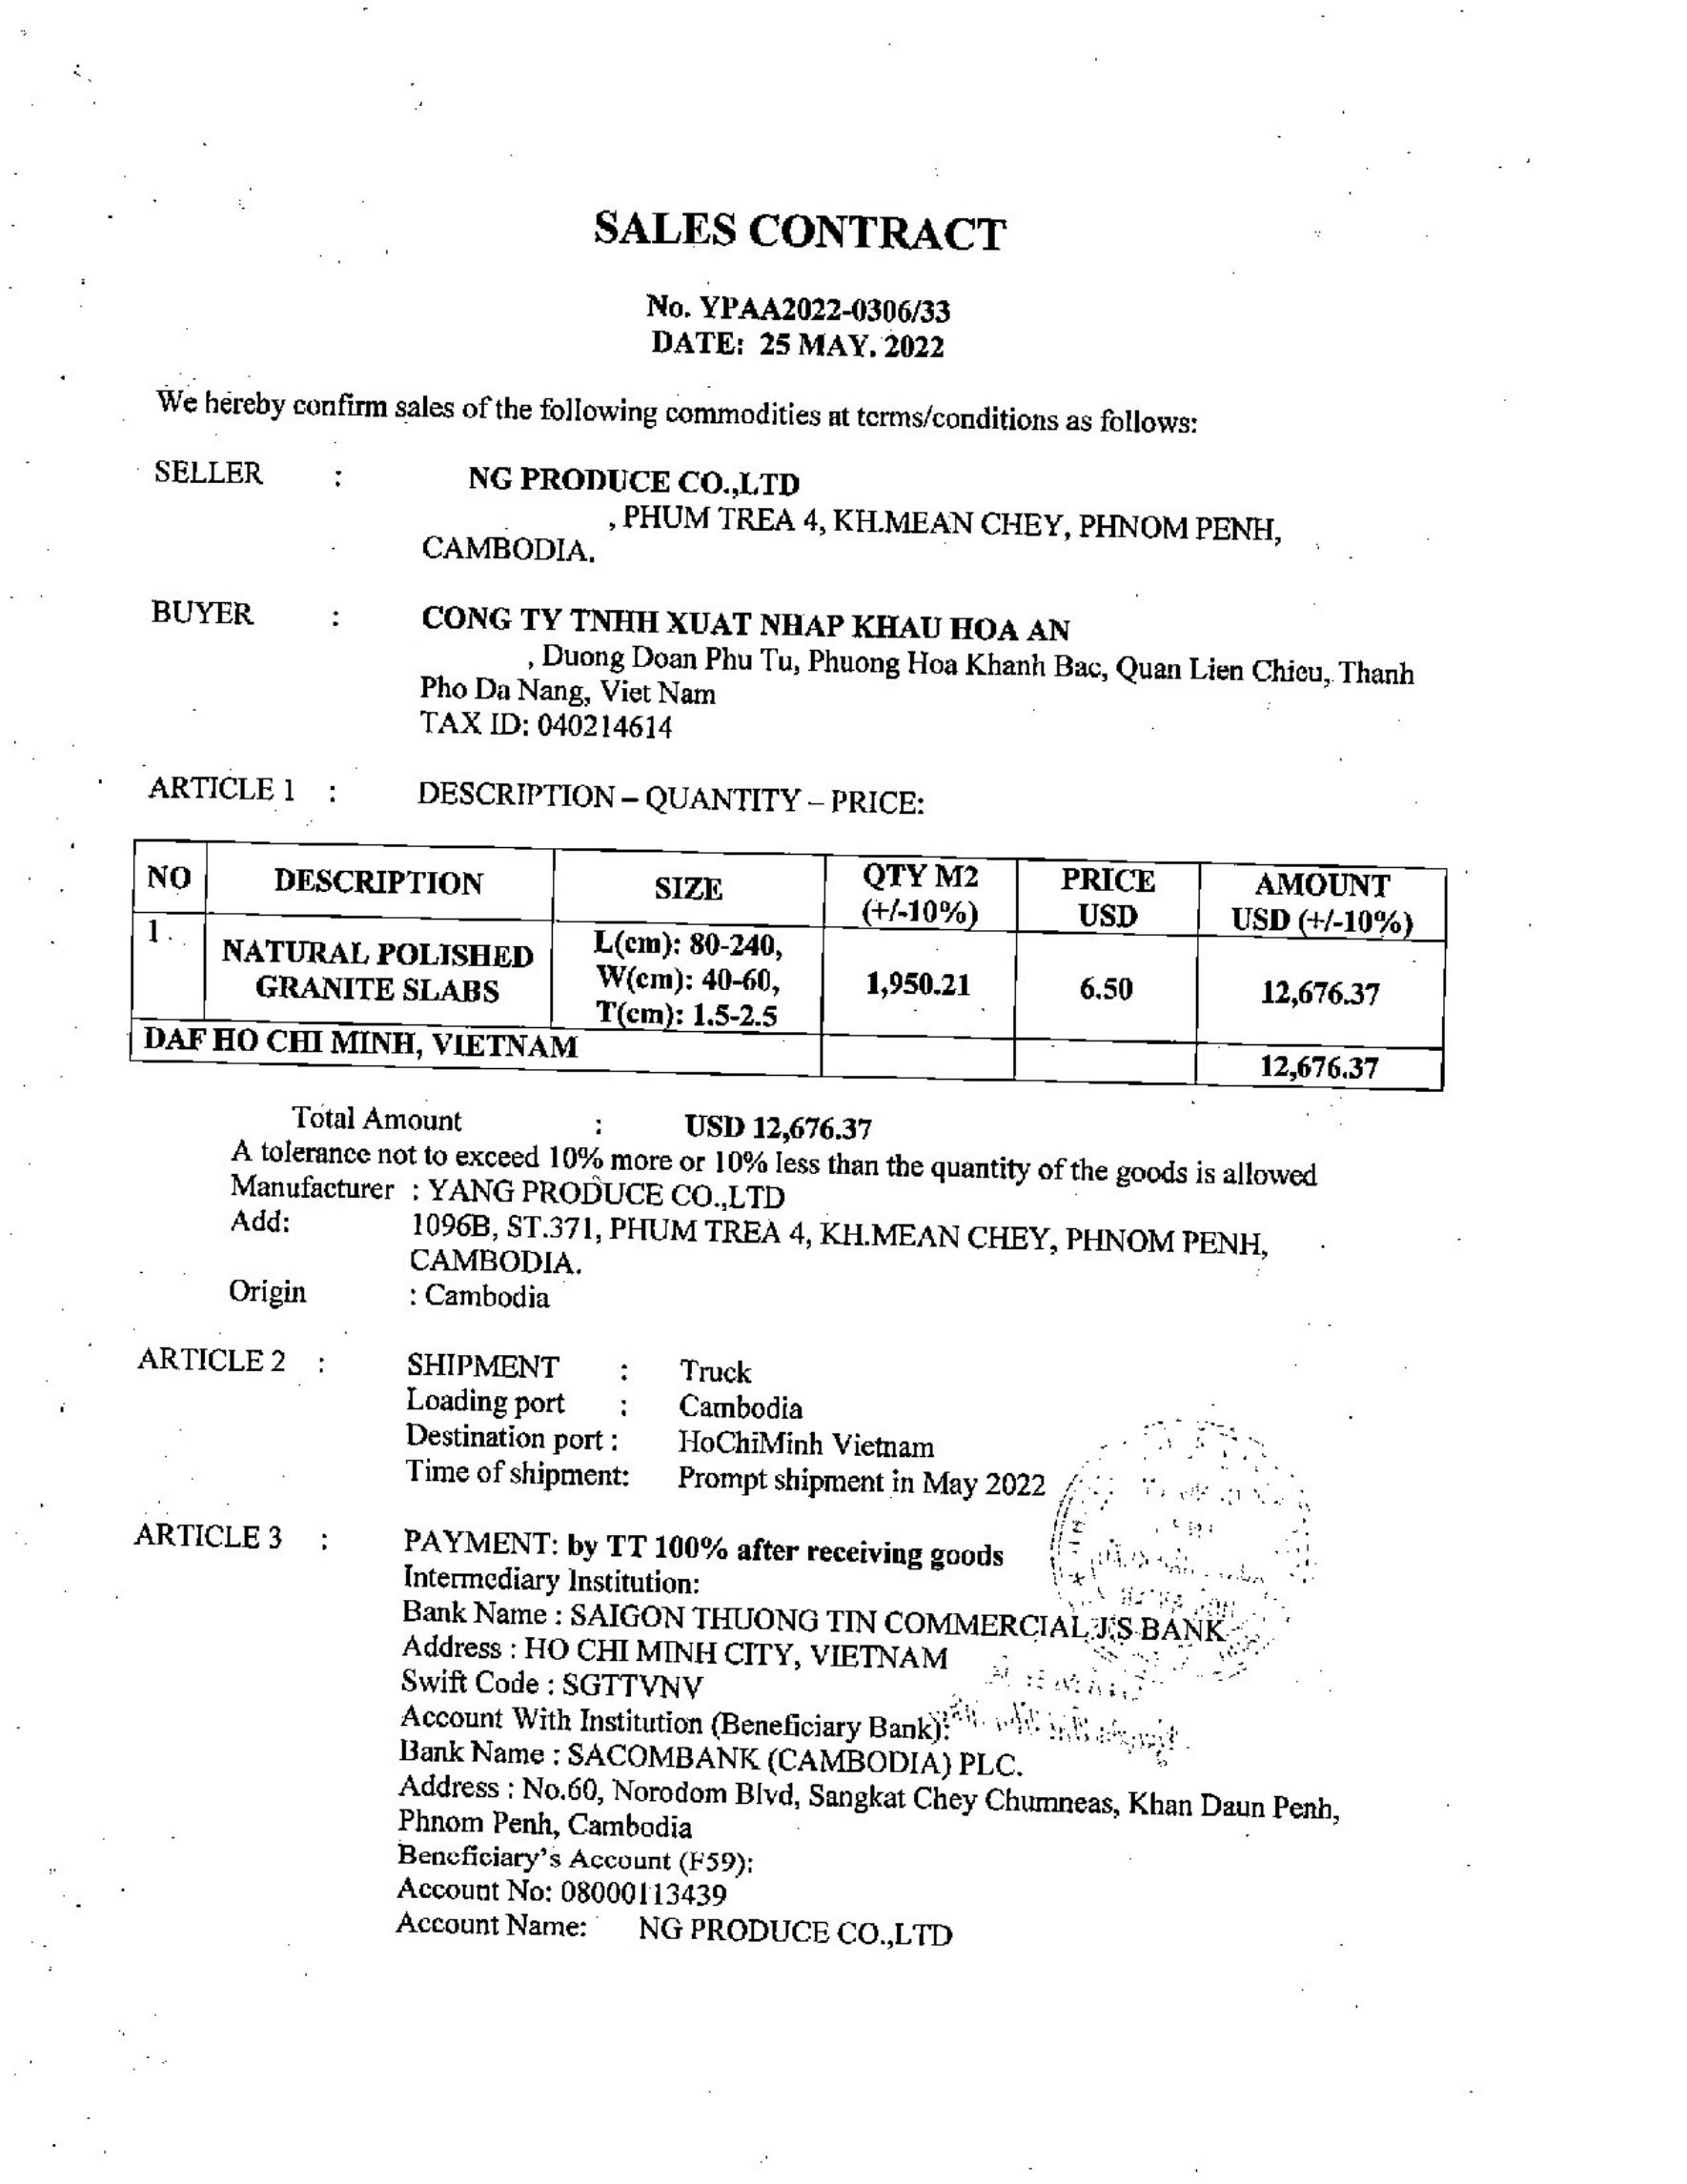 SALES CONTRACT
No. YPAA2022-0306/33
DATE: 25 MAY. 2022
We hereby confirm sales of the following commodities at terms/conditions as follows:
SELLER : NG PRODUCE CO.,LTD
, PHUM TREA 4, KH.MEAN CHEY, PHNOM PENH,
CAMBODIA.
BUYER : CONG TY TNHH XUAT NHAP KHAU HOA AN
, Duong Doan Phu Tu, Phuong Hoa Khanh Bac, Quan Lien Chieu, Thanh
Pho Da Nang, Viet Nam
TAX ID: 040214614
ARTICLE 1 : DESCRIPTION – QUANTITY – PRICE:
NO DESCRIPTION SIZE QTY M2 (+/-10%) PRICE USD AMOUNT USD (+/-10%)
1. NATURAL POLISHED GRANITE SLABS L(cm): 80-240, W(cm): 40-60, T(cm): 1.5-2.5 1,950.21 6.50 12,676.37
DAF HO CHI MINH, VIETNAM 12,676.37
Total Amount : USD 12,676.37
A tolerance not to exceed 10% more or 10% less than the quantity of the goods is allowed
Manufacturer : YANG PRODUCE CO.,LTD
Add: 1096B, ST.371, PHUM TREA 4, KH.MEAN CHEY, PHNOM PENH,
CAMBODIA.
Origin : Cambodia
ARTICLE 2 : SHIPMENT : Truck
Loading port : Cambodia
Destination port : HoChiMinh Vietnam
Time of shipment: Prompt shipment in May 2022
ARTICLE 3 : PAYMENT: by TT 100% after receiving goods
Intermediary Institution:
Bank Name : SAIGON THUONG TIN COMMERCIAL J.S BANK
Address : HO CHI MINH CITY, VIETNAM
Swift Code : SGTTVNV
Account With Institution (Beneficiary Bank):
Bank Name : SACOMBANK (CAMBODIA) PLC.
Address : No.60, Norodom Blvd, Sangkat Chey Chumneas, Khan Daun Penh,
Phnom Penh, Cambodia
Beneficiary's Account (F59):
Account No: 08000113439
Account Name: NG PRODUCE CO.,LTD